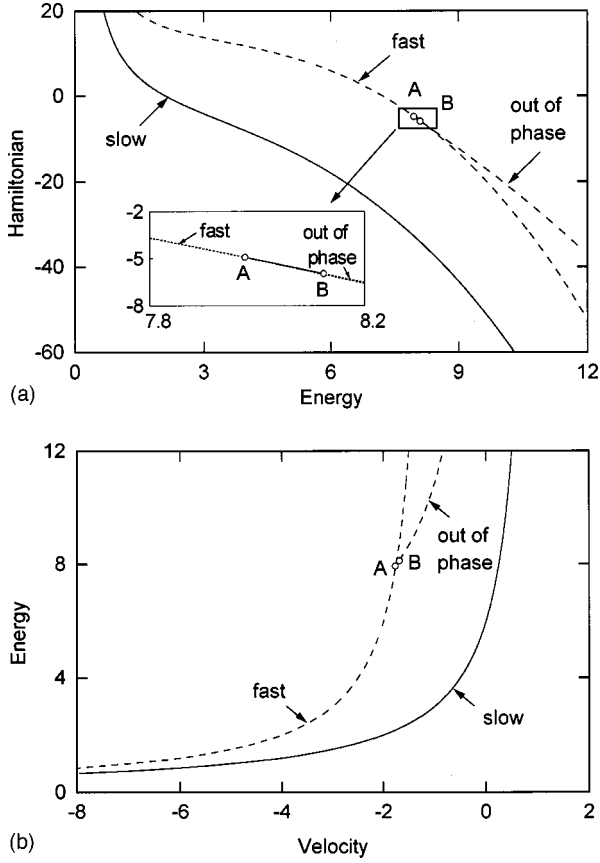 20
0
-20
-40
-60
Hamiltonian
fast
A
B
out of
phase
slow
-2
-5
-8
fast
out of
phase
A
B
7.8
8.2
0
3
6
9
12
Energy
(a)
12
8
4
0
Energy
A
B
out of
phase
fast
slow
-8
-6
-4
-2
0
2
Velocity
(b)